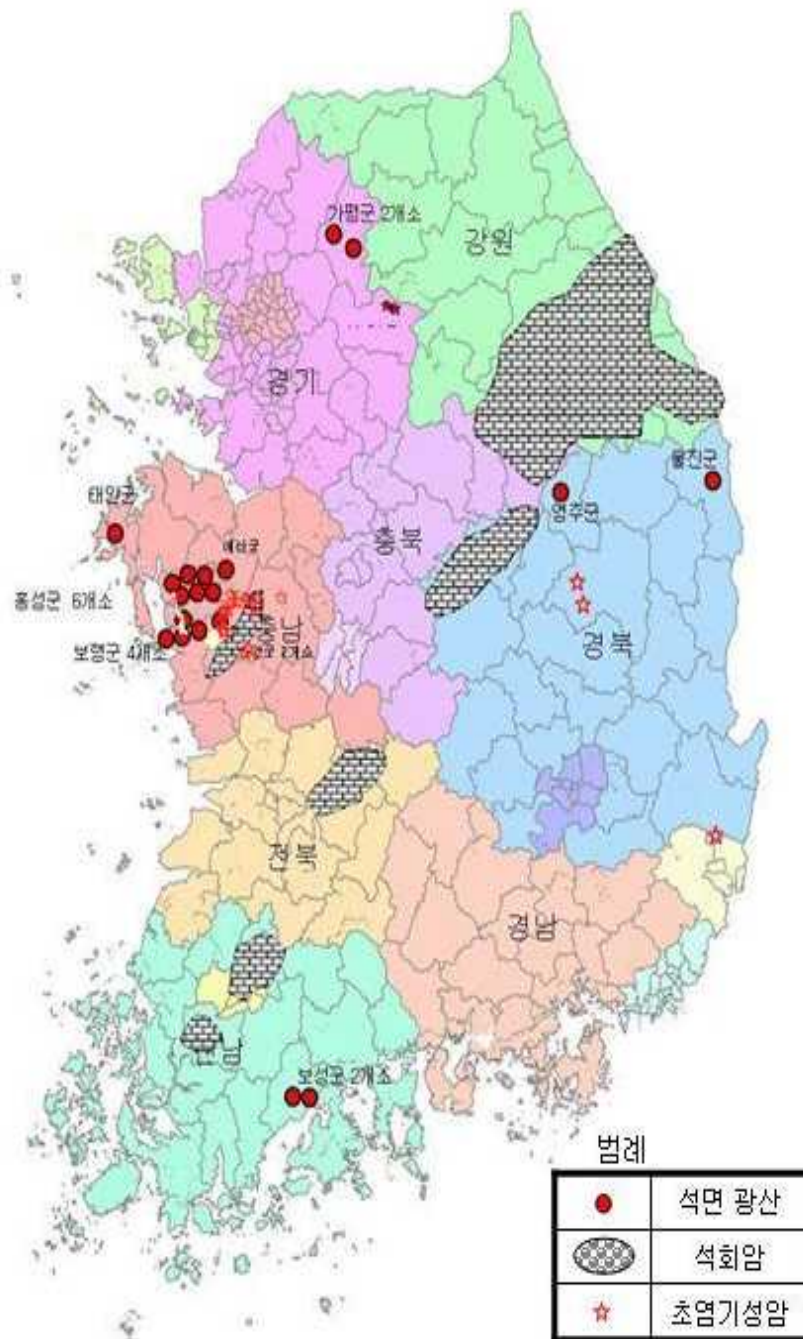 가평군 2개소
강원
경기
울진군
태안군
영주군
충북
예산군
홍성군 6개소
충남
보령군 4개소
경북
전북
경남
전남
보성군 2개소
범례
석면 광산
석회암
초염기성암